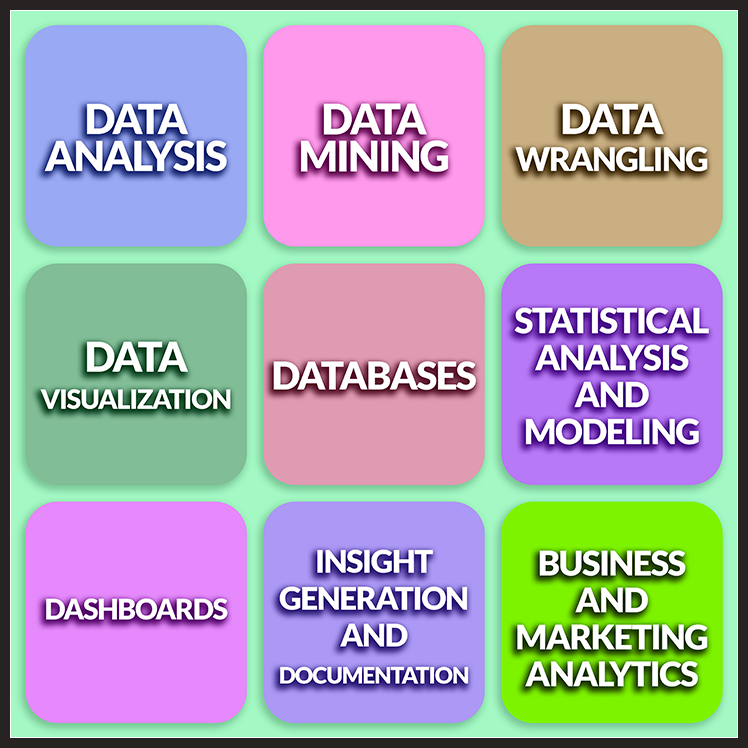 DATA
ANALYSIS
DATA
MINING
DATA
WRANGLING
DATA
VISUALIZATION
DATABASES
STATISTICAL
ANALYSIS
AND
MODELING
DASHBOARDS
INSIGHT
GENERATION
AND
DOCUMENTATION
BUSINESS
AND
MARKETING
ANALYTICS